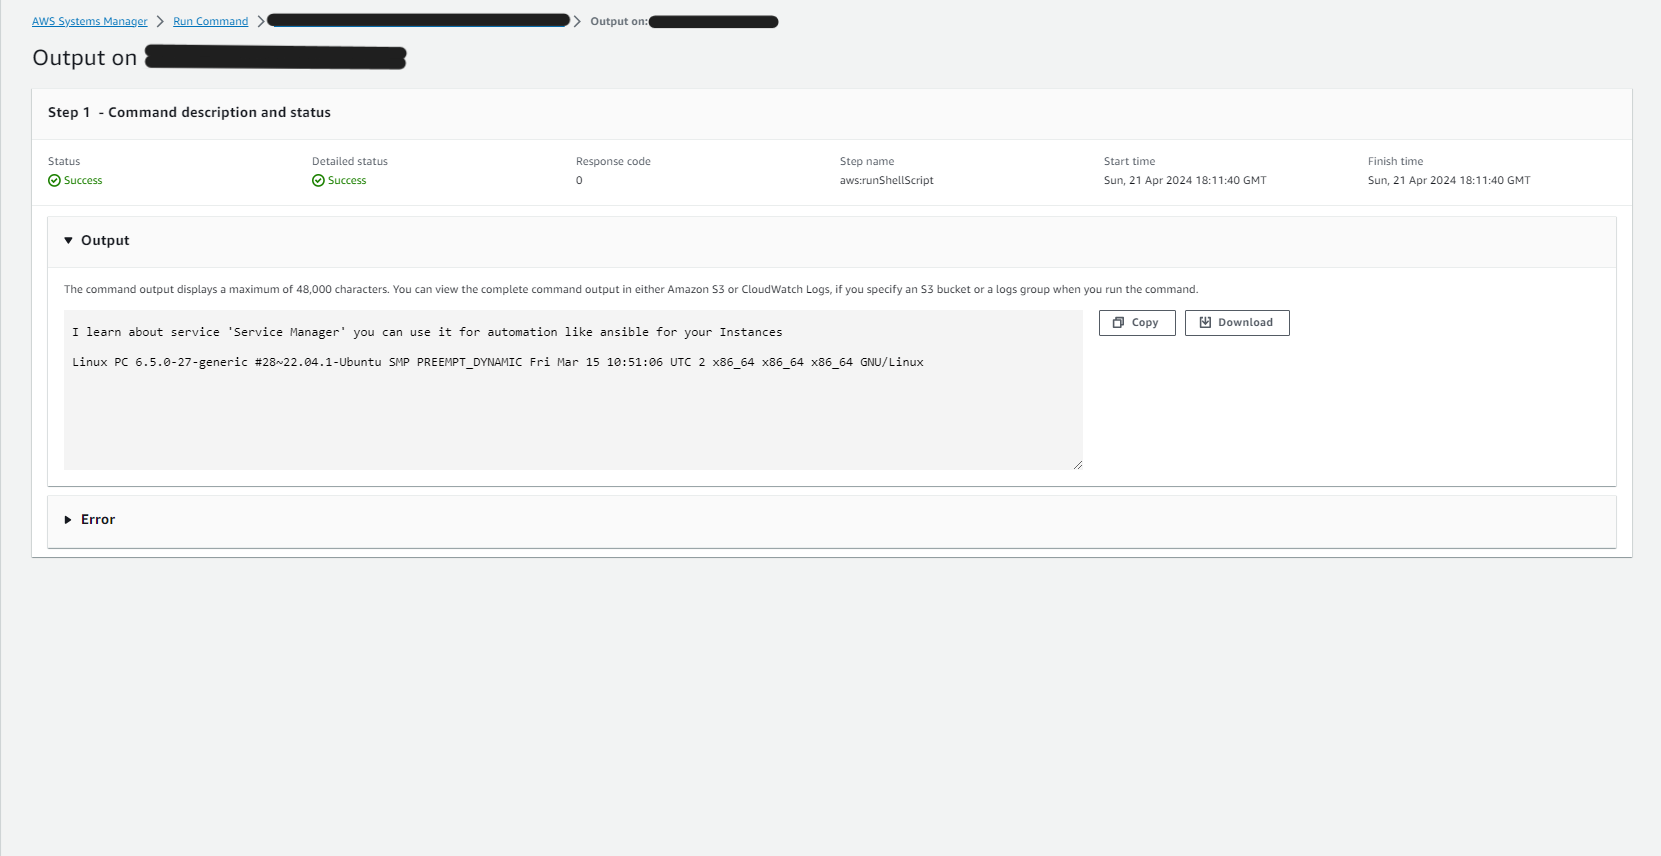 AWS Systems Manager > Run Command > > Output on:
Output on
Step 1 - Command description and status
Status Detailed status Response code Step name Start time Finish time
Success Success 0 aws:runShellScript Sun, 21 Apr 2024 18:11:40 GMT Sun, 21 Apr 2024 18:11:40 GMT
Output
The command output displays a maximum of 48,000 characters. You can view the complete command output in either Amazon S3 or CloudWatch Logs, if you specify an S3 bucket or a logs group when you run the command.
Copy Download
I learn about service 'Service Manager' you can use it for automation like ansible for your Instances
Linux PC 6.5.0-27-generic #28~22.04.1-Ubuntu SMP PREEMPT_DYNAMIC Fri Mar 15 10:51:06 UTC 2 x86_64 x86_64 x86_64 GNU/Linux
Error